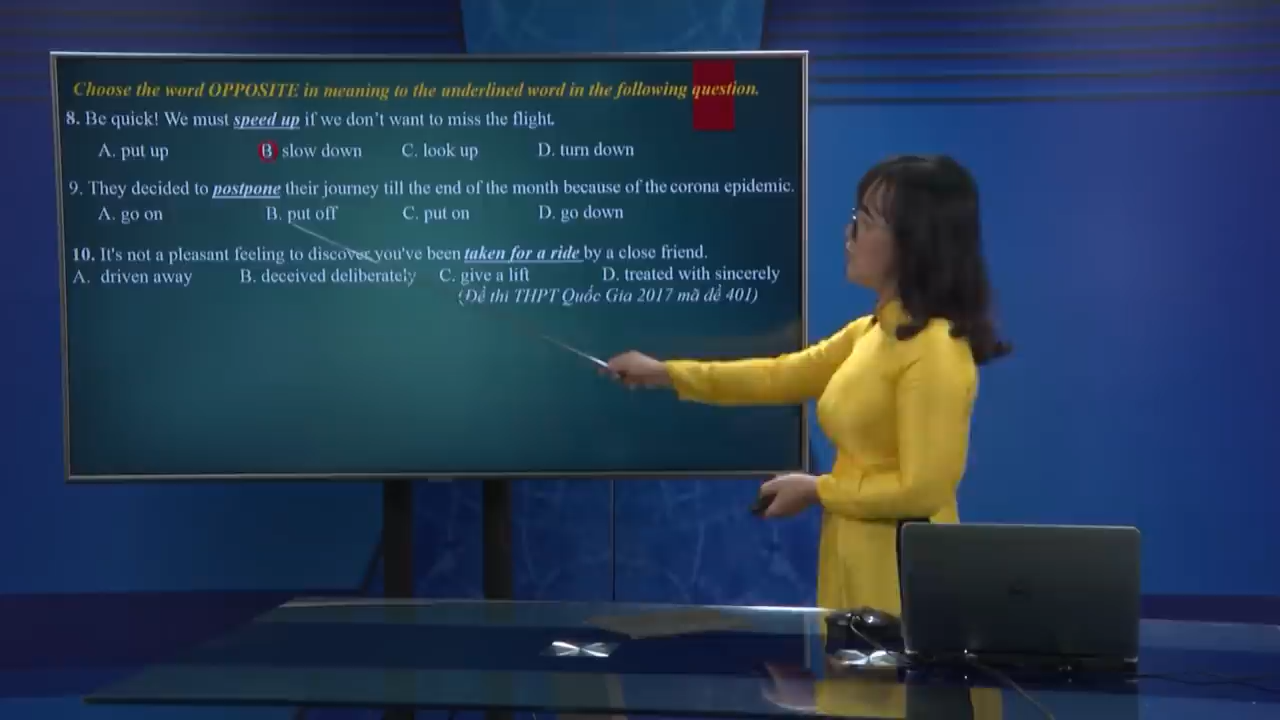 Choose the word OPPOSITE in meaning to the underlined word in the following question.
8. Be quick! We must speed up if we don't want to miss the flight.
A. put up B slow down C. look up D. turn down
9. They decided to postpone their journey till the end of the month because of the corona epidemic.
A. go on B. put off C. put on D. go down
10. It's not a pleasant feeling to discover you've been taken for a ride by a close friend.
A. driven away B. deceived deliberately C. give a lift D. treated with sincerely
(Đề thi THPT Quốc Gia 2017 mã đề 401)